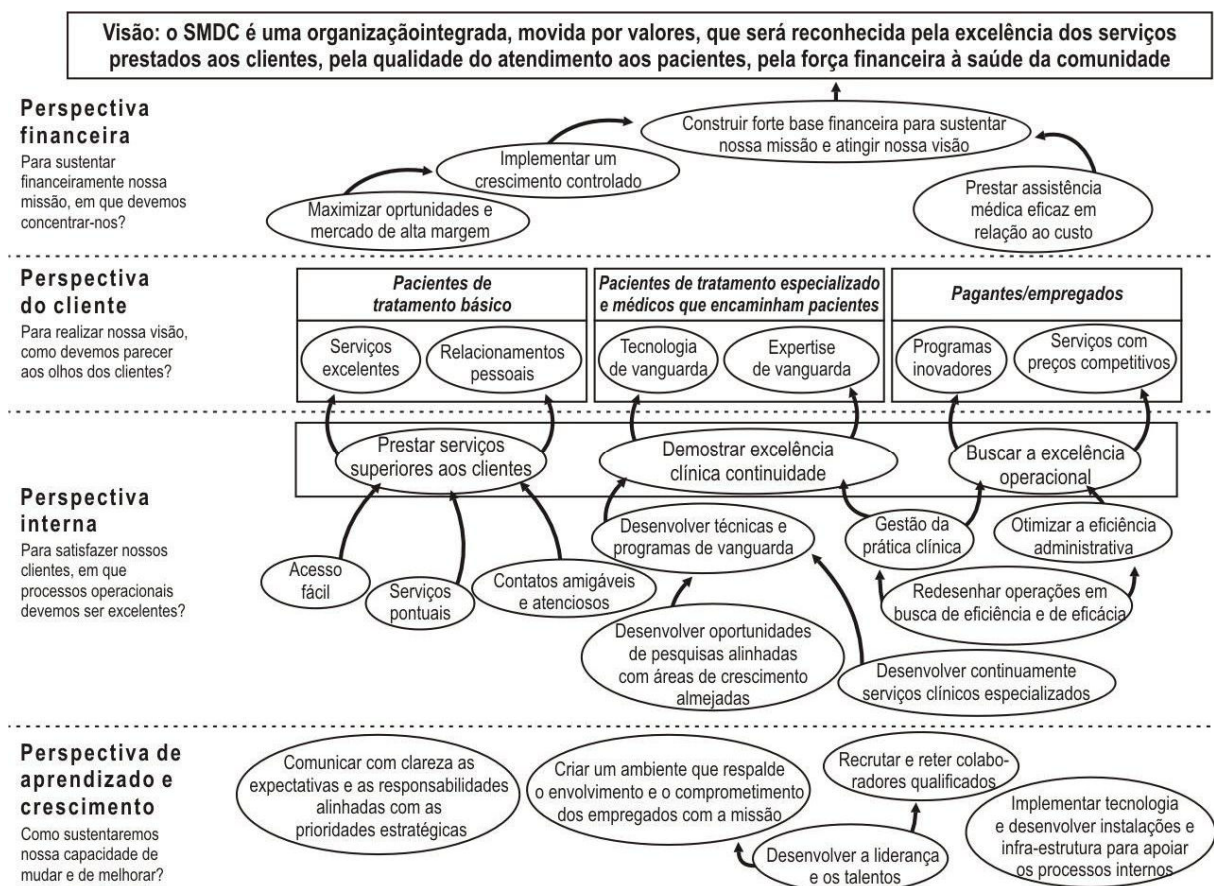 Visão: o SMDC é uma organizaçãointegrada, movida por valores, que será reconhecida pela excelência dos serviços
prestados aos clientes, pela qualidade do atendimento aos pacientes, pela força financeira à saúde da comunidade
Perspectiva
financeira
Para sustentar
financeiramente nossa
missão, em que devemos
concentrar-nos?
Construir forte base financeira para sustentar
nossa missão e atingir nossa visão
Implementar um
crescimento controlado
Maximizar oprtunidades e
mercado de alta margem
Prestar assistência
médica eficaz em
relação ao custo
Perspectiva
do cliente
Para realizar nossa visão,
como devemos parecer
aos olhos dos clientes?
Pacientes de
tratamento básico
Serviços
excelentes
Relacionamentos
pessoais
Pacientes de tratamento especializado
e médicos que encaminham pacientes
Tecnologia
de vanguarda
Expertise
de vanguarda
Pagantes/empregados
Programas
inovadores
Serviços com
preços competitivos
Perspectiva
interna
Para satisfazer nossos
clientes, em que
processos operacionais
devemos ser excelentes?
Prestar serviços
superiores aos clientes
Demostrar excelência
clínica continuidade
Buscar a excelência
operacional
Acesso
fácil
Serviços
pontuais
Contatos amigáveis
e atenciosos
Desenvolver técnicas e
programas de vanguarda
Gestão da
prática clínica
Otimizar a eficiência
administrativa
Redesenhar operações em
busca de eficiência e de eficácia
Desenvolver oportunidades
de pesquisas alinhadas
com áreas de crescimento
almejadas
Desenvolver continuamente
serviços clínicos especializados
Perspectiva de
aprendizado e
crescimento
Como sustentaremos
nossa capacidade de
mudar e de melhorar?
Comunicar com clareza as
expectativas e as responsabilidades
alinhadas com as
prioridades estratégicas
Criar um ambiente que respalde
o envolvimento e o comprometimento
dos empregados com a missão
Recrutar e reter colabo-
radores qualificados
Desenvolver a liderança
e os talentos
Implementar tecnologia
e desenvolver instalações e
infra-estrutura para apoiar
os processos internos